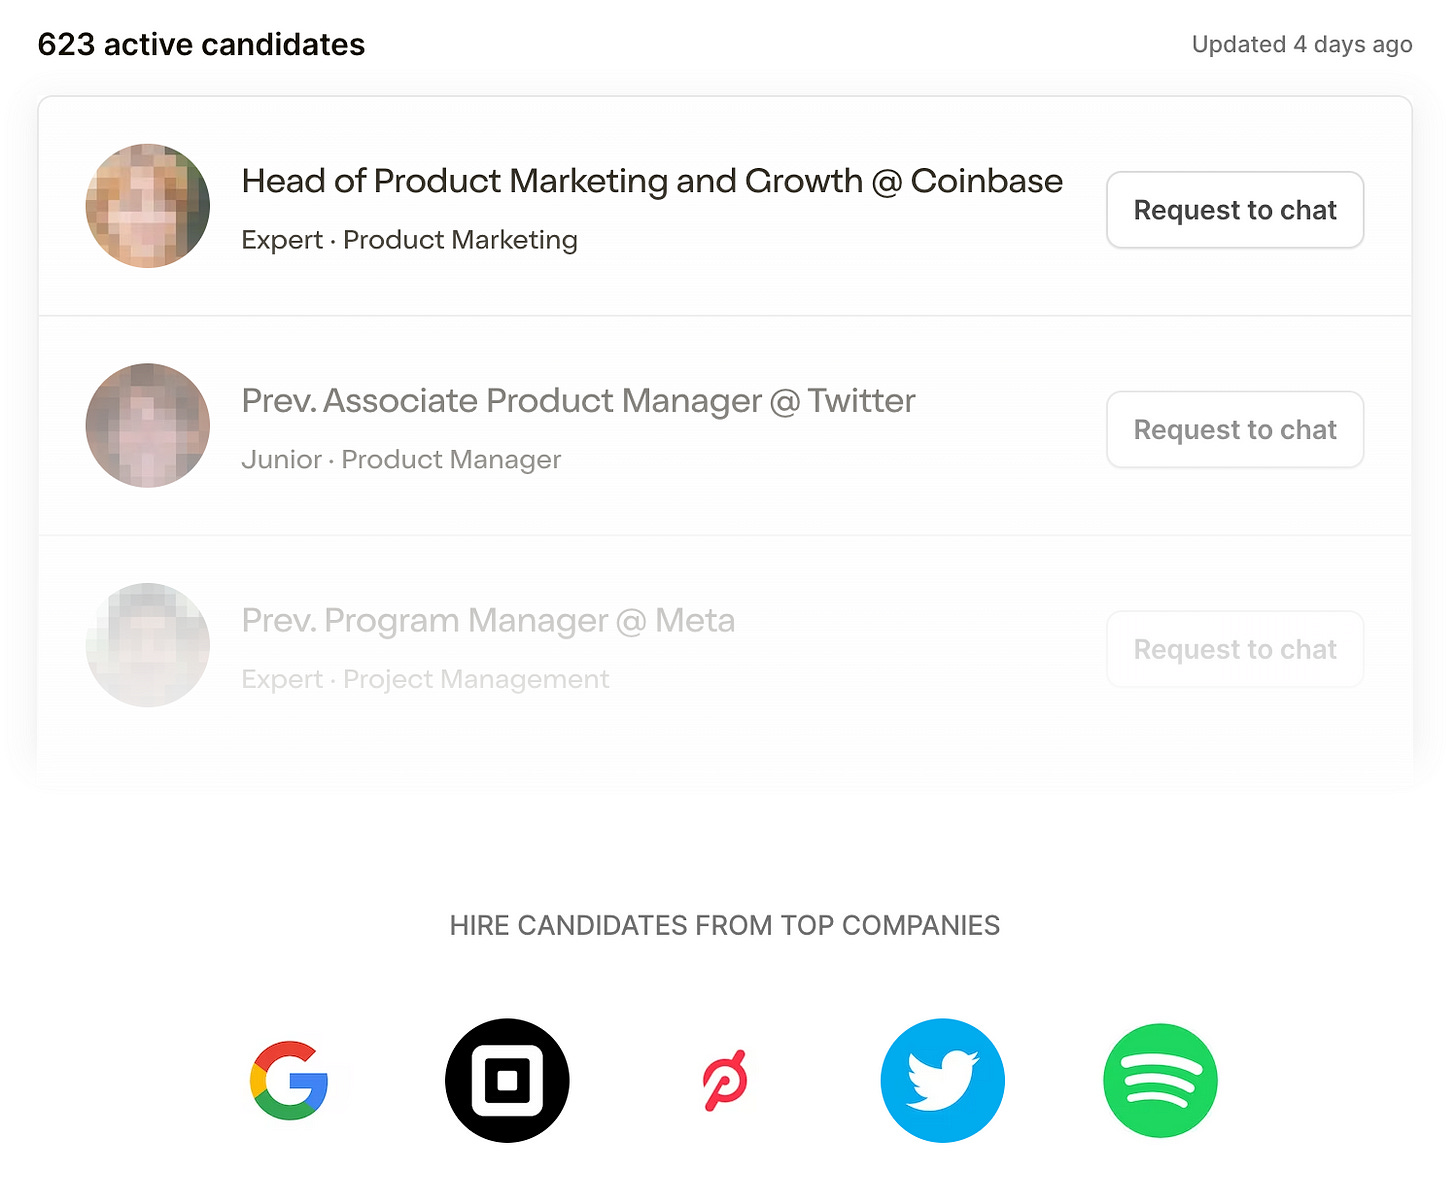 623 active candidates
Updated 4 days ago
Head of Product Marketing and Growth @ Coinbase
Expert · Product Marketing
Request to chat
Prev. Associate Product Manager @ Twitter
Junior · Product Manager
Request to chat
Prev. Program Manager @ Meta
Expert · Project Management
Request to chat
HIRE CANDIDATES FROM TOP COMPANIES